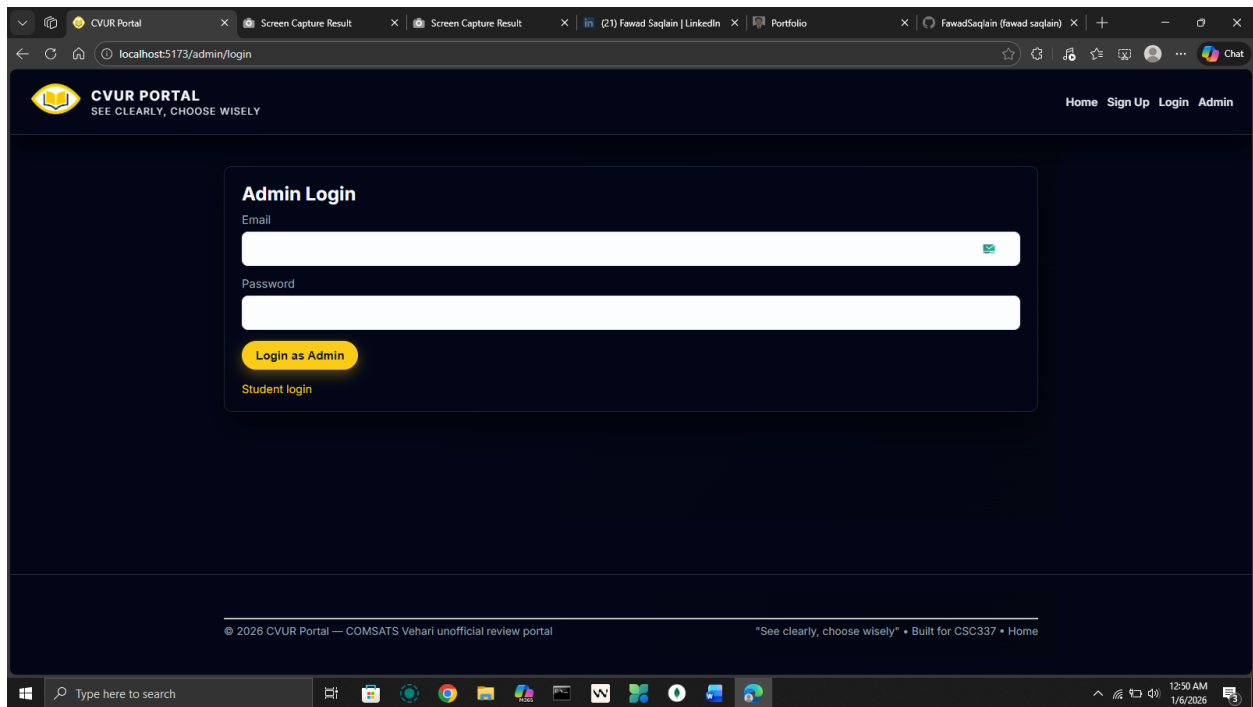 CVUR Portal
Screen Capture Result
Screen Capture Result
in (21) Fawad Saqlain | LinkedIn
Portfolio
FawadSaqlain (fawad saqlain)
localhost:5173/admin/login
Chat
CVUR PORTAL
SEE CLEARLY, CHOOSE WISELY
Home Sign Up Login Admin
Admin Login
Email
Password
Login as Admin
Student login
© 2026 CVUR Portal — COMSATS Vehari unofficial review portal
"See clearly, choose wisely" • Built for CSC337 • Home
Type here to search
M365
12:50 AM
1/6/2026
3